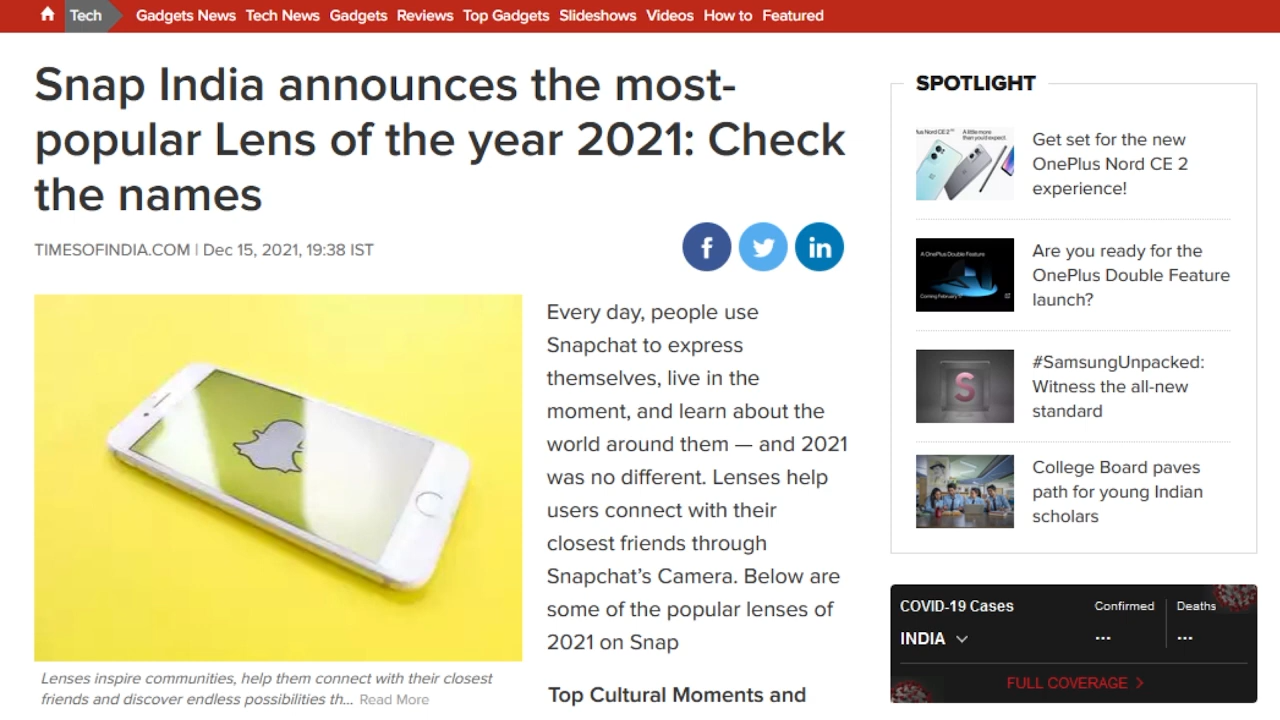 Tech Gadgets News Tech News Gadgets Reviews Top Gadgets Slideshows Videos How to Featured
Snap India announces the most-
popular Lens of the year 2021: Check
the names
TIMESOFINDIA.COM | Dec 15, 2021, 19:38 IST
f in
Every day, people use
Snapchat to express
themselves, live in the
moment, and learn about the
world around them — and 2021
was no different. Lenses help
users connect with their
closest friends through
Snapchat’s Camera. Below are
some of the popular lenses of
2021 on Snap
Top Cultural Moments and
Lenses inspire communities, help them connect with their closest
friends and discover endless possibilities th... Read More
SPOTLIGHT
Get set for the new
OnePlus Nord CE 2
experience!
A OnePlus Double Feature
Are you ready for the
OnePlus Double Feature
launch?
S
#SamsungUnpacked:
Witness the all-new
standard
College Board paves
path for young Indian
scholars
COVID-19 Cases Confirmed Deaths
INDIA ... ...
FULL COVERAGE